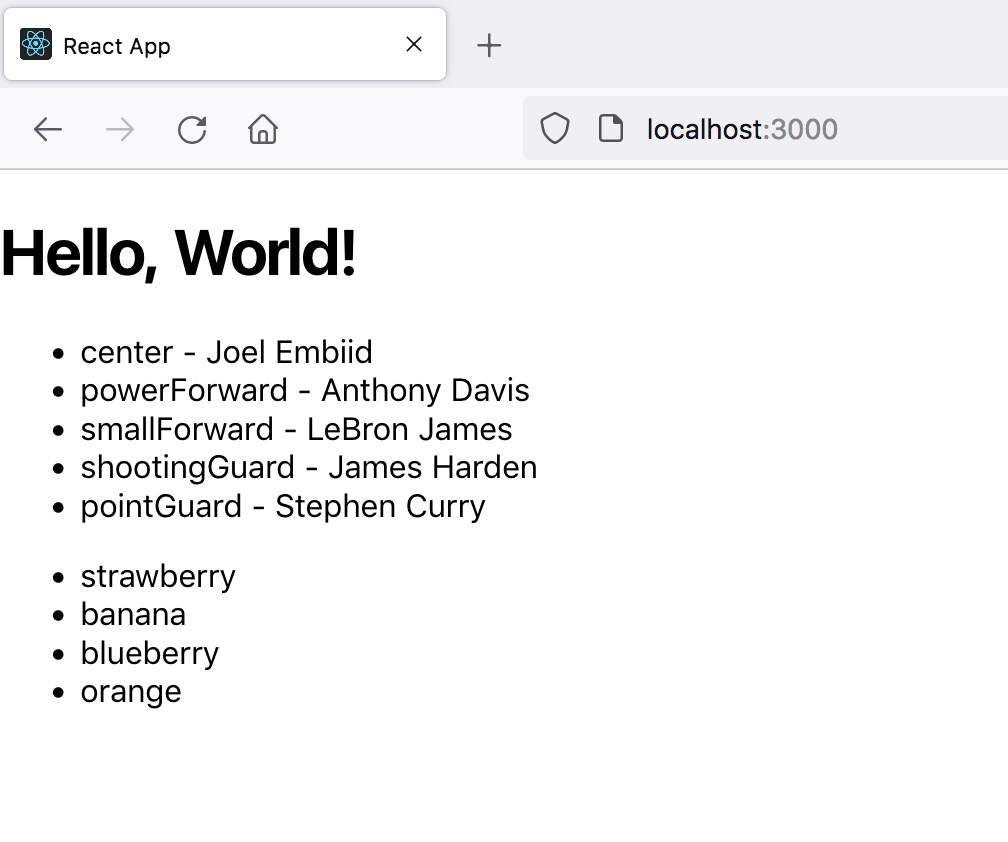 React App
localhost:3000
Hello, World!
center - Joel Embiid
powerForward - Anthony Davis
smallForward - LeBron James
shootingGuard - James Harden
pointGuard - Stephen Curry
strawberry
banana
blueberry
orange